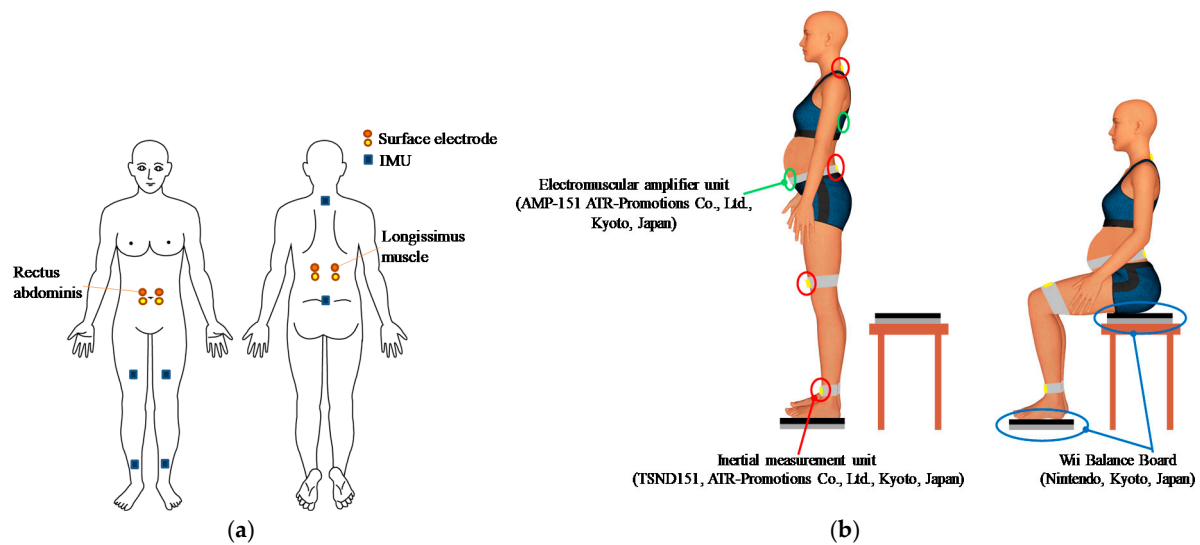 Surface electrode
IMU
Longissimus
muscle
Rectus
abdominis
(a)
Electromuscular amplifier unit
(AMP-151 ATR-Promotions Co., Ltd.,
Kyoto, Japan)
Inertial measurement unit
(TSND151, ATR-Promotions Co., Ltd., Kyoto, Japan)
Wii Balance Board
(Nintendo, Kyoto, Japan)
(b)